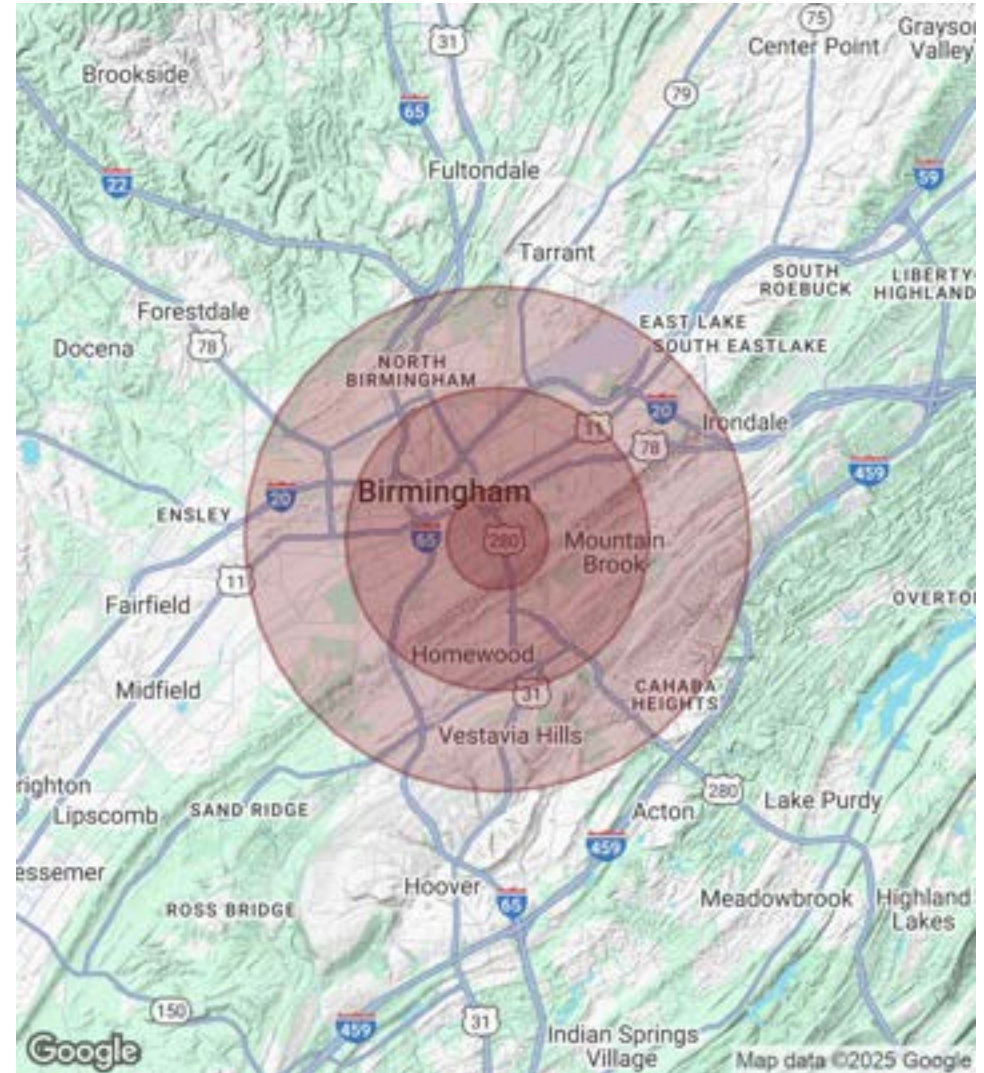 31
75
Grayson
Valley
Center Point
Brookside
79
65
Fultondale
59
22
Tarrant
SOUTH
ROEBUCK
LIBERTY
HIGHLAND
Forestdale
EAST LAKE
SOUTH EASTLAKE
Docena
78
NORTH
BIRMINGHAM
20
Irondale
11
78
459
Birmingham
20
ENSLEY
65
280
Mountain
Brook
11
Fairfield
OVERTO
Homewood
Midfield
31
CAHABA
HEIGHTS
Vestavia Hills
righton
Lipscomb
SAND RIDGE
280
Lake Purdy
Acton
459
essemer
Hoover
65
Meadowbrook
Highland
Lakes
ROSS BRIDGE
150
459
31
Indian Springs
Village
Google
Map data ©2025 Google